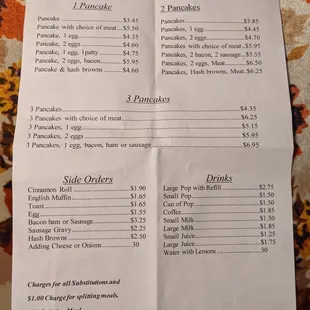 1 Pancake
Pancake $3.45
Pancake with choice of meat $5.50
Pancake, 1 egg $4.35
Pancake, 2 eggs $4.60
Pancake, 1 egg, 1patty $4.75
Pancake, 2 eggs, bacon $5.95
Pancake & hash browns $4.60
2 Pancakes
Pancakes $3.85
Pancakes, 1 egg $4.45
Pancakes, 2 eggs $4.70
Pancakes with choice of meat $5.95
Pancakes, 2 bacon, 2 sausage $5.55
Pancakes, 2 eggs, Meat $6.50
Pancakes, Hash browns, Meat $6.25
3 Pancakes
3 Pancakes $4.35
3 Pancakes with choice of meat $6.25
3 Pancakes, 1 egg $5.15
3 Pancakes, 2 eggs $5.95
3 Pancakes, 1 egg, bacon, ham or sausage $6.95
Side Orders
Cinnamon Roll $1.90
English Muffin $1.65
Toast $1.65
Egg $1.55
Bacon ham or Sausage $3.25
Sausage Gravy $2.25
Hash Browns $2.50
Adding Cheese or Onions 30
Drinks
Large Pop with Refill $2.75
Small Pop $1.50
Can of Pop $1.50
Coffee $1.85
Small Milk $1.50
Large Milk $1.85
Small Juice $1.25
Large Juice $1.75
Water with Lemons 30
Charges for all Substitutions and
$1.00 Charge for splitting meals.